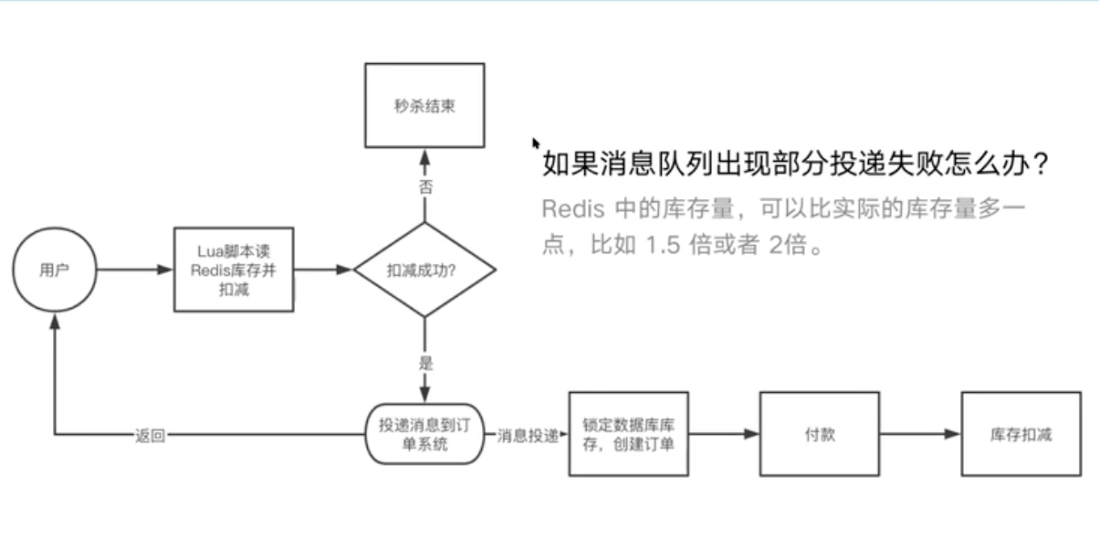 秒杀结束
如果消息队列出现部分投递失败怎么办？
Redis 中的库存量，可以比实际的库存量多一
点，比如 1.5 倍或者 2倍。
否
用户
Lua脚本读
Redis库存并
扣减
扣减成功?
是
返回
投递消息到订
单系统
消息投递
锁定数据库库
存，创建订单
付款
库存扣减